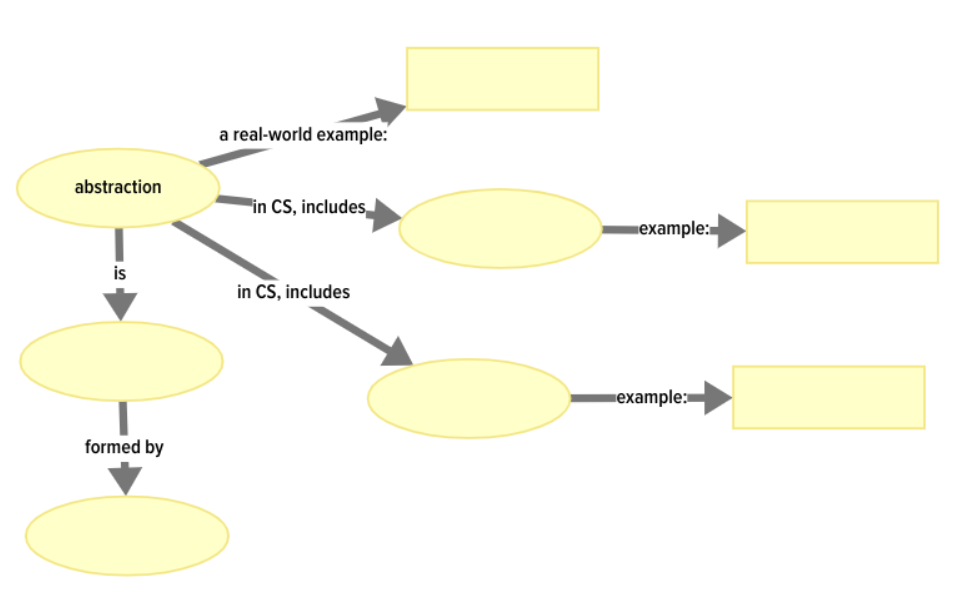 a real-world example:
abstraction
in CS, includes
example:
is
in CS, includes
example:
formed by